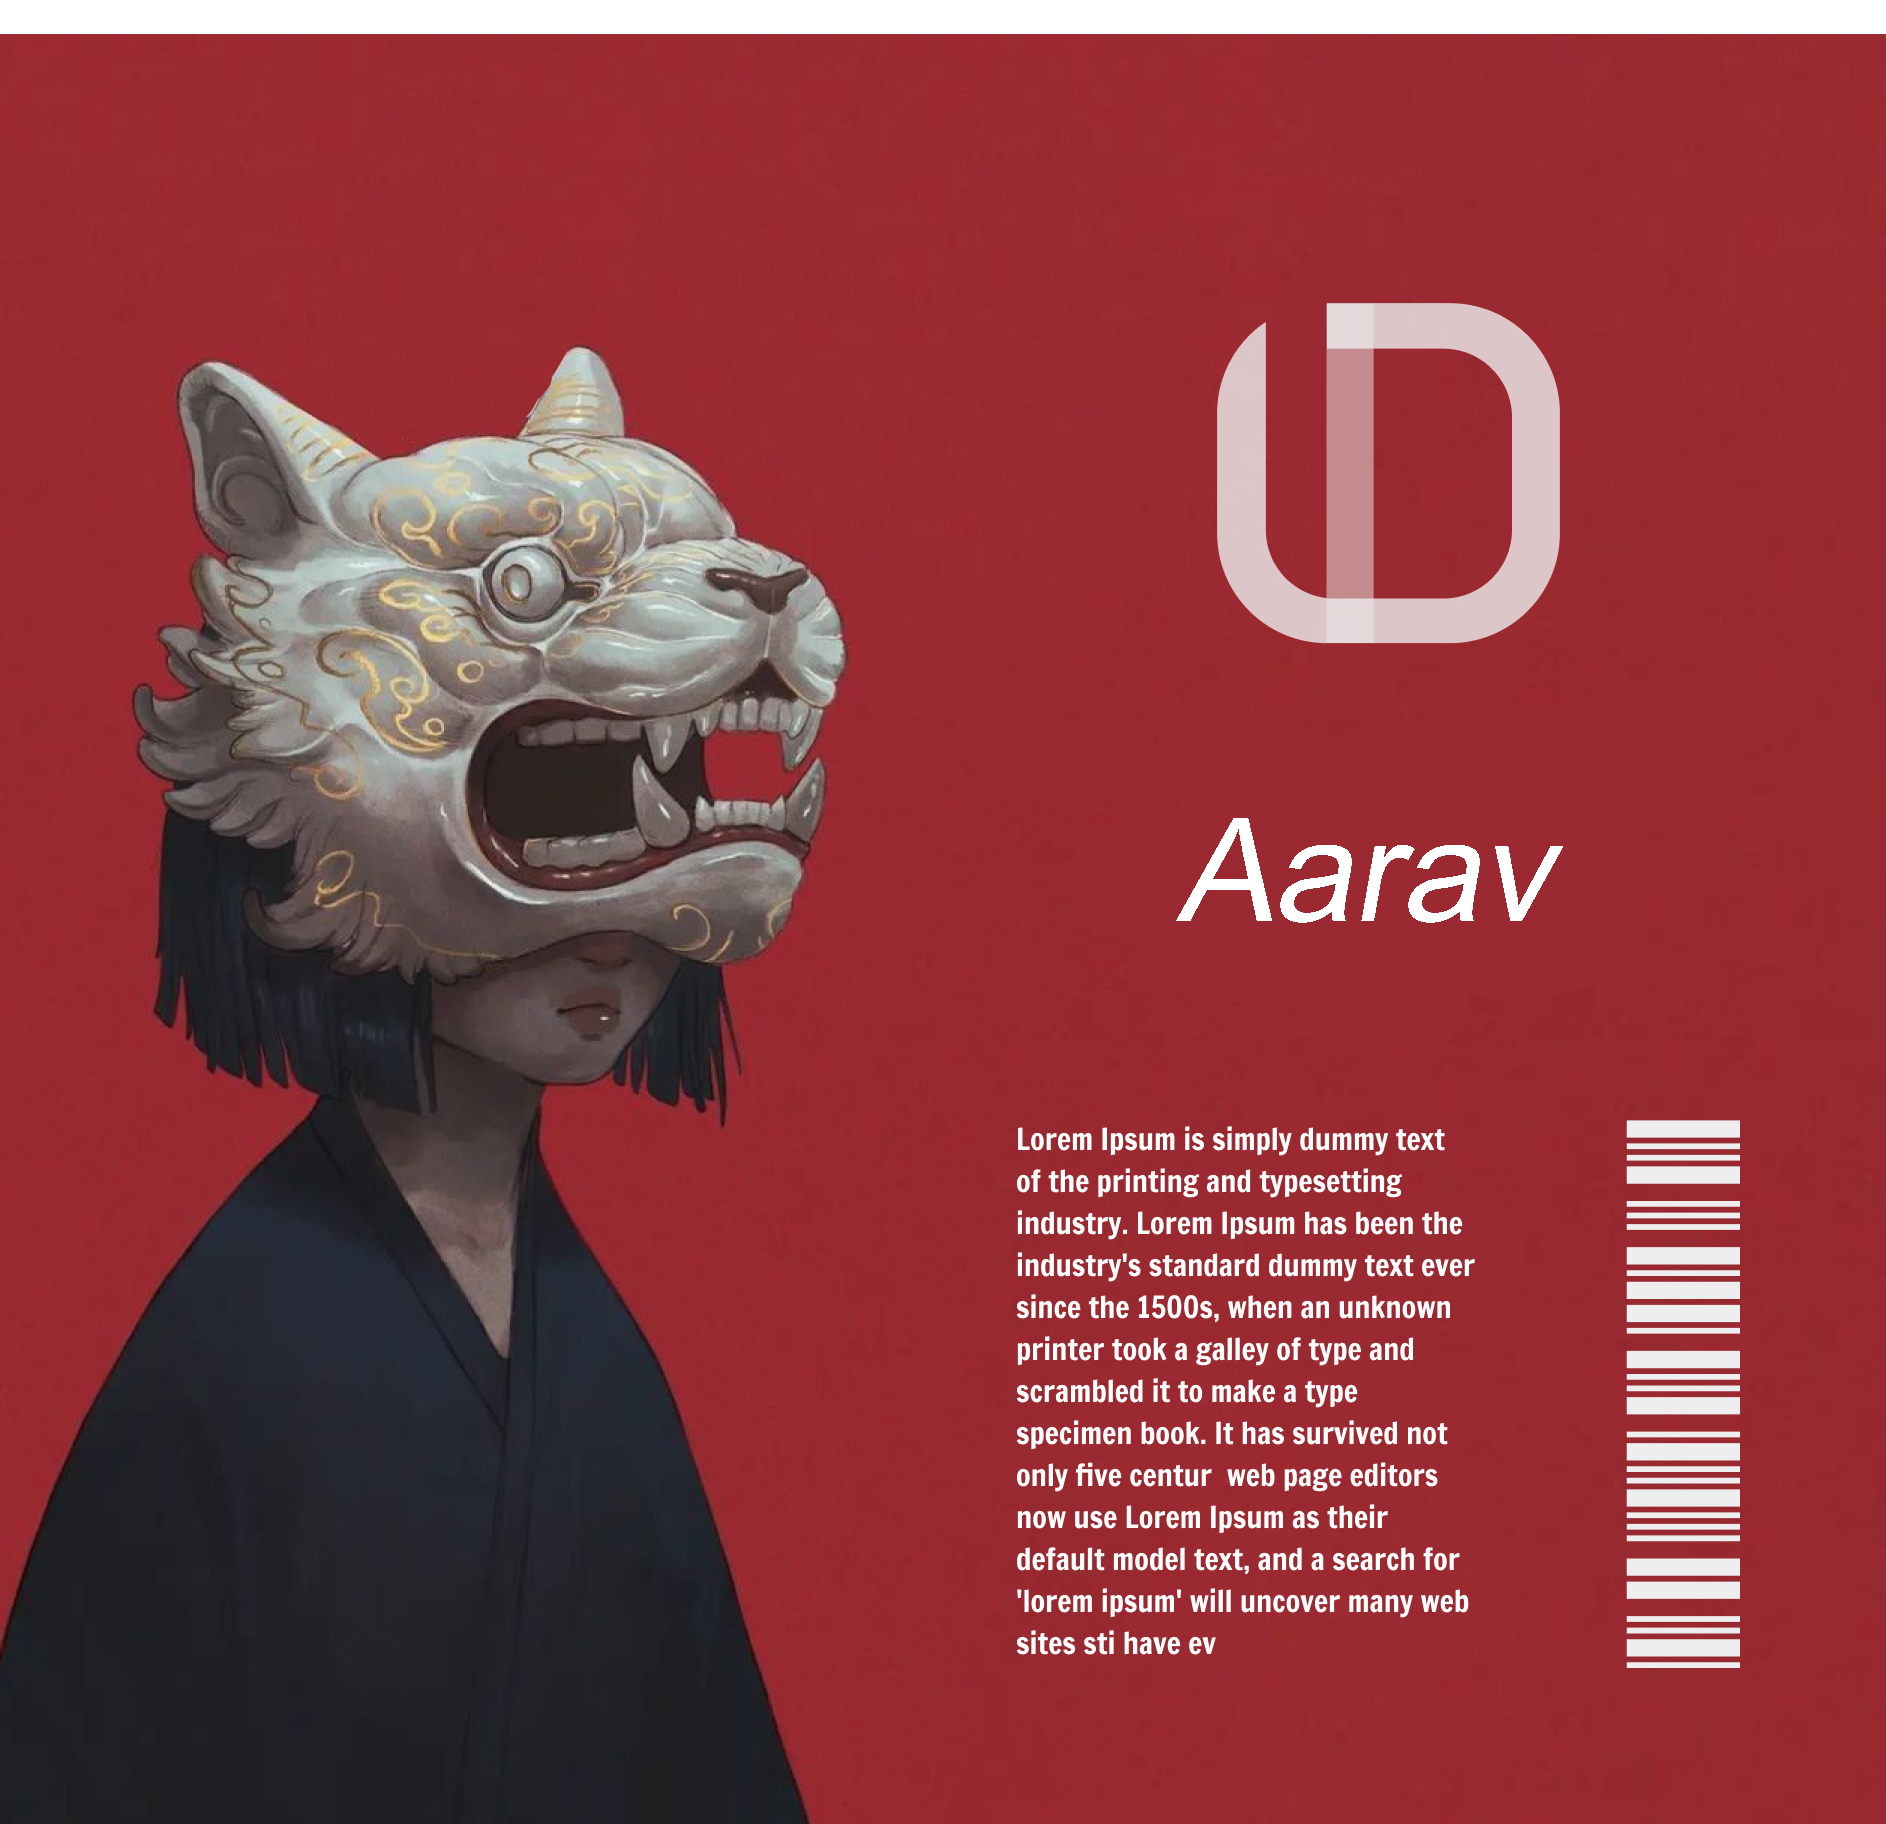 Aarav
Lorem Ipsum is simply dummy text
of the printing and typesetting
industry. Lorem Ipsum has been the
industry's standard dummy text ever
since the 1500s, when an unknown
printer took a galley of type and
scrambled it to make a type
specimen book. It has survived not
only five centur  web page editors
now use Lorem Ipsum as their
default model text, and a search for
'lorem ipsum' will uncover many web
sites sti have ev